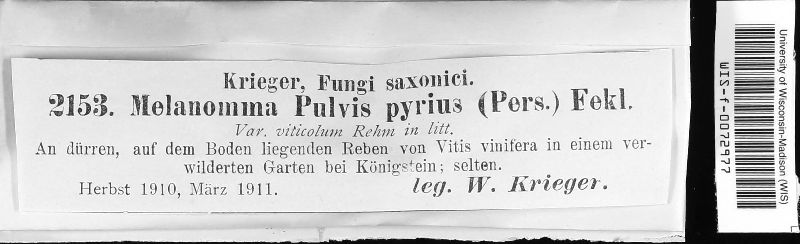 Krieger, Fungi saxonici.
2153. Melanomma Pulvis pyrius (Pers.) Fckl.
Var. viticolum Rehm in litt.
An dürren, auf dem Boden liegenden Reben von Vitis vinifera in einem ver-
wilderten Garten bei Königstein; selten.
Herbst 1910, März 1911. leg. W. Krieger.
University of Wisconsin-Madison (WIS)
WIS-f-0072977